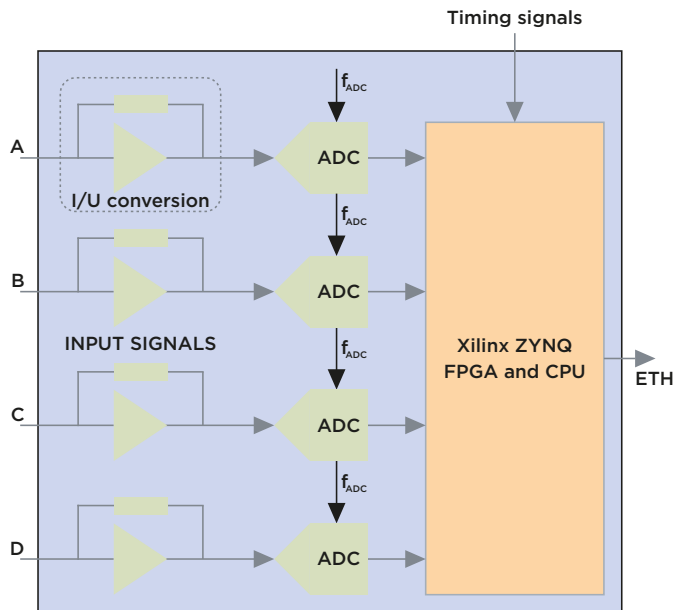 Timing signals
f_ADC
A
ADC
I/U conversion
f_ADC
B
ADC
INPUT SIGNALS
Xilinx ZYNQ
FPGA and CPU
f_ADC
ETH
C
ADC
f_ADC
D
ADC